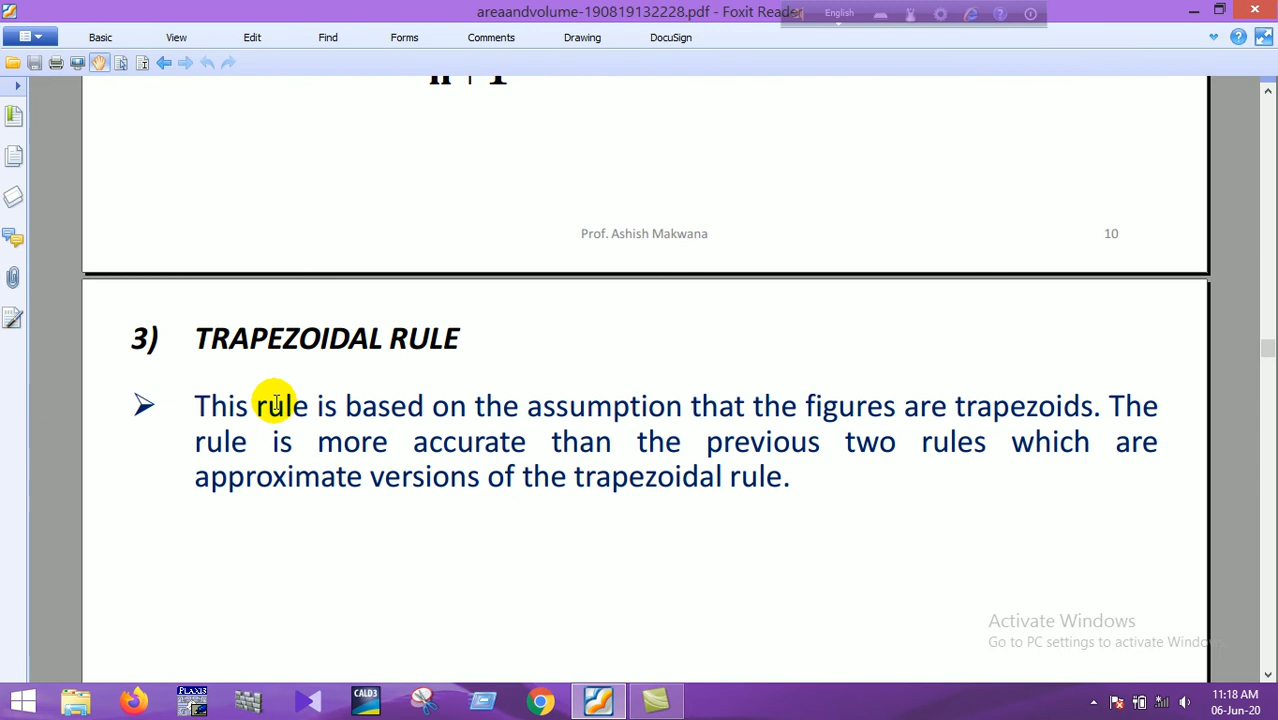 areaandvolume-190819132228.pdf - Foxit Reader
English
Basic View Edit Find Forms Comments Drawing DocuSign
Prof. Ashish Makwana 10
3) TRAPEZOIDAL RULE
This rule is based on the assumption that the figures are trapezoids. The
rule is more accurate than the previous two rules which are
approximate versions of the trapezoidal rule.
Activate Windows
Go to PC settings to activate Windows
PLAXIS
CALD3
11:18 AM
06-Jun-20